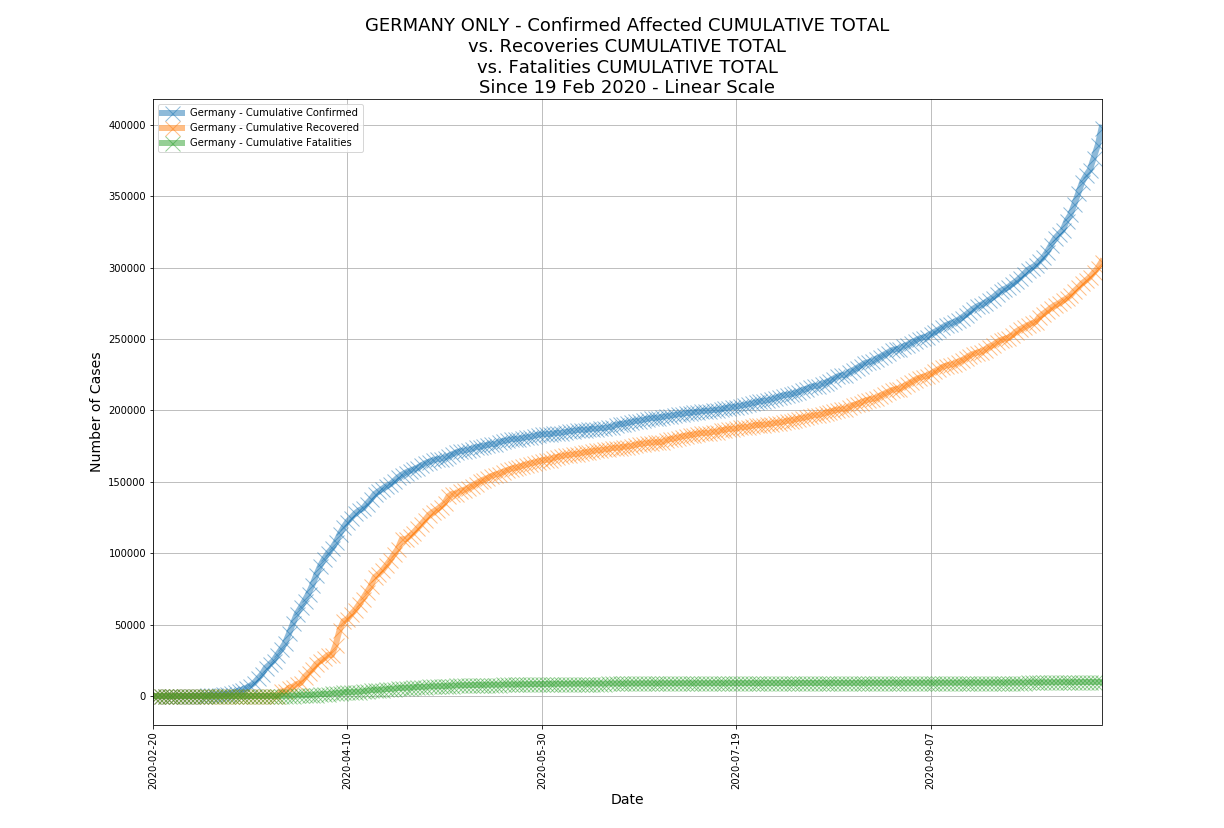 GERMANY ONLY - Confirmed Affected CUMULATIVE TOTAL
vs. Recoveries CUMULATIVE TOTAL
vs. Fatalities CUMULATIVE TOTAL
Since 19 Feb 2020 - Linear Scale
Germany - Cumulative Confirmed
Germany - Cumulative Recovered
Germany - Cumulative Fatalities
400000
350000
300000
250000
200000
150000
100000
50000
0
Number of Cases
2020-02-20
2020-04-10
2020-05-30
2020-07-19
2020-09-07
Date